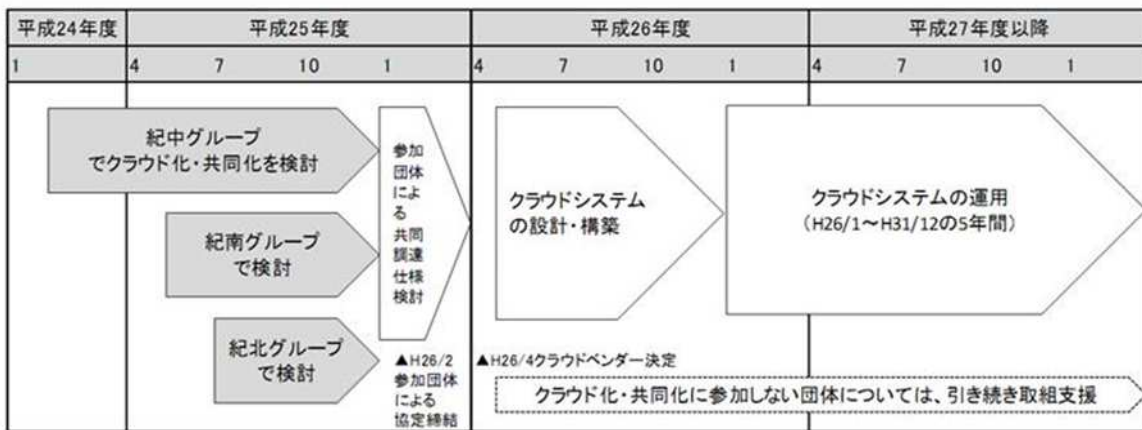 平成24年度 平成25年度 平成26年度 平成27年度以降
1 4 7 10 1 4 7 10 1 4 7 10 1
紀中グループ
でクラウド化・共同化を検討
紀南グループ
で検討
紀北グループ
で検討
参加
団体
によ
る
共同
調達
仕様
検討
▲H26/2
参加団体
による
協定締結
クラウドシステム
の設計・構築
▲H26/4クラウドベンダー決定
クラウドシステムの運用
(H26/1～H31/12の5年間)
クラウド化・共同化に参加しない団体については、引き続き取組支援